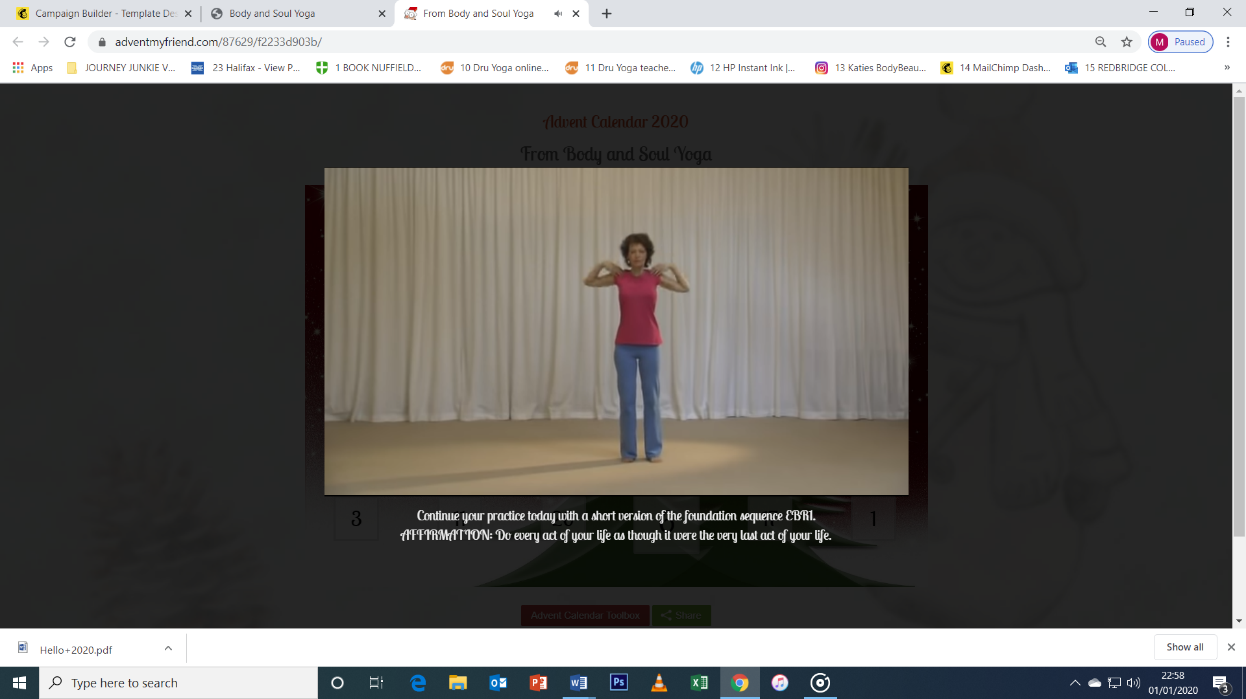 Campaign Builder - Template De
Body and Soul Yoga
From Body and Soul Yoga
adventmyfriend.com/87629/f2233d903b/
M Paused
Apps
JOURNEY JUNKIE V...
23 Halifax - View P...
1 BOOK NUFFIELD...
10 Dru Yoga online...
11 Dru Yoga teache...
12 HP Instant Ink |...
13 Katies BodyBeau...
14 MailChimp Dash...
15 REDBRIDGE COL...
»
Advent Calendar 2020
From Body and Soul Yoga
3
1
Continue your practice today with a short version of the foundation sequence EBR1.
AFFIRMATION: Do every act of your life as though it were the very last act of your life.
Advent Calendar Toolbox
Share
Hello+2020.pdf
Show all
Type here to search
22:58
01/01/2020
3